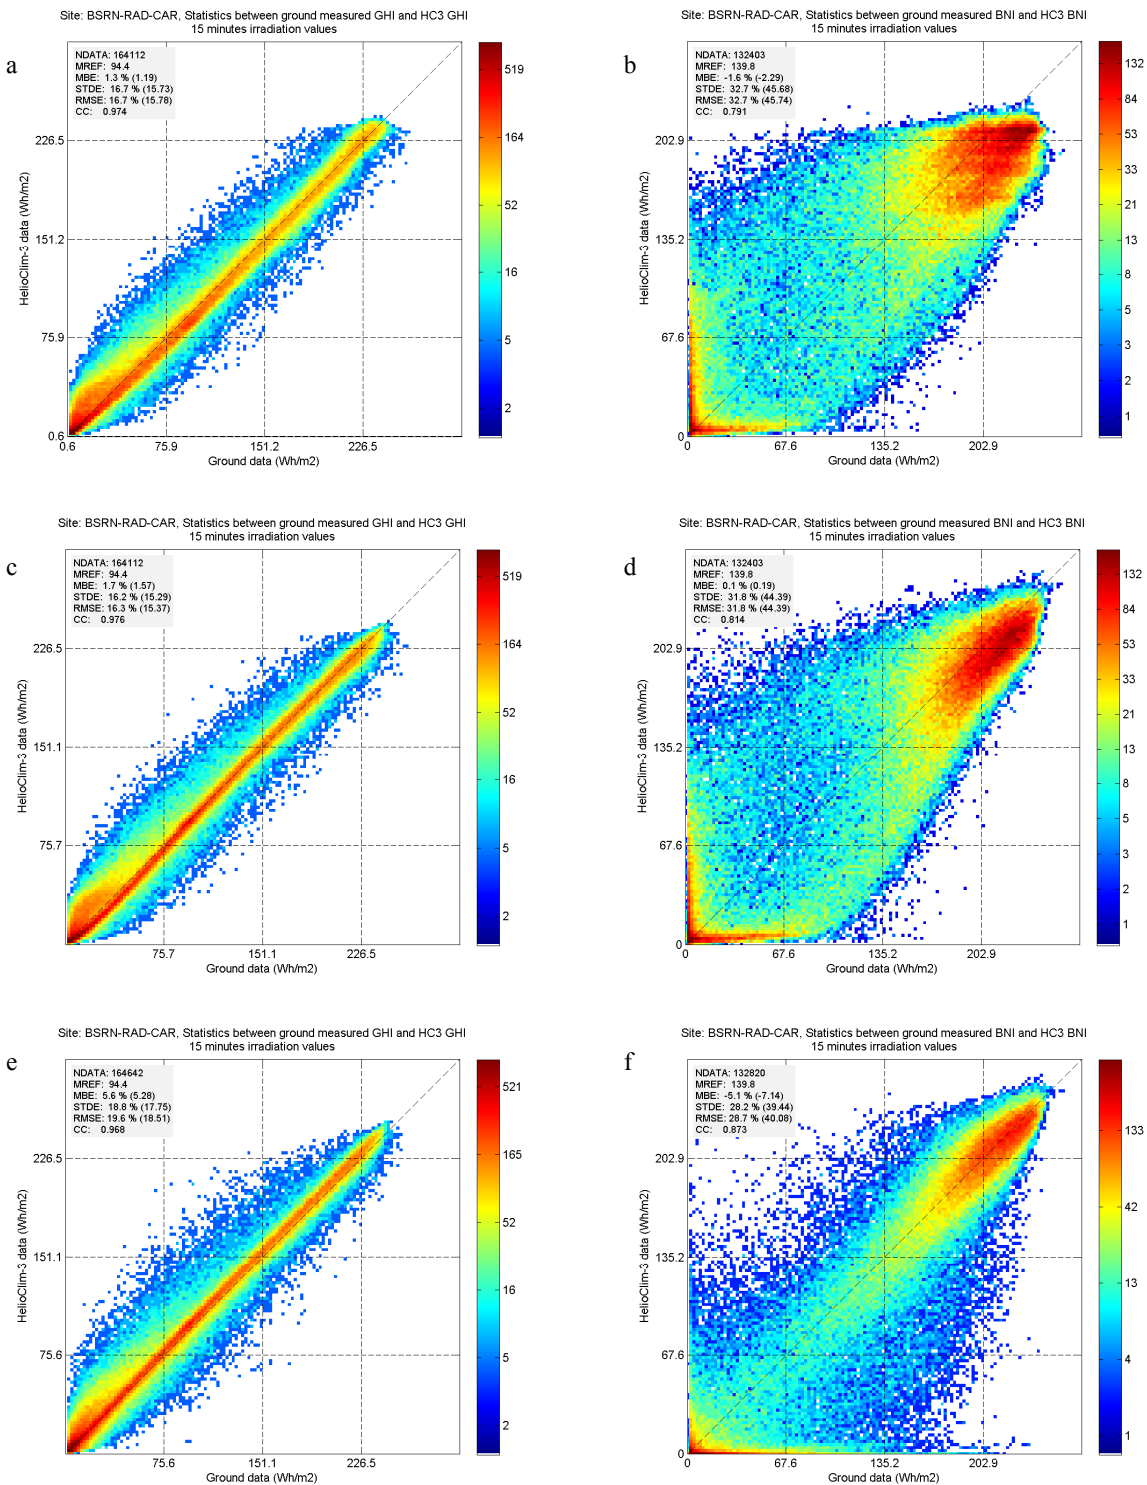 a
Site: BSRN-RAD-CAR, Statistics between ground measured GHI and HC3 GHI
15 minutes irradiation values
NDATA: 164112
MREF: 94.4
MBE: 1.3 % (1.19)
STDE: 16.7 % (15.73)
RMSE: 16.7 % (15.78)
CC: 0.974
HelioClim-3 data (Wh/m2)
226.5
151.2
75.9
0.6
0.6 75.9 151.2 226.5
Ground data (Wh/m2)
519
164
52
16
5
2
b
Site: BSRN-RAD-CAR, Statistics between ground measured BNI and HC3 BNI
15 minutes irradiation values
NDATA: 132403
MREF: 139.8
MBE: -1.6 % (-2.29)
STDE: 32.7 % (45.68)
RMSE: 32.7 % (45.74)
CC: 0.791
HelioClim-3 data (Wh/m2)
202.9
135.2
67.6
0
0 67.6 135.2 202.9
Ground data (Wh/m2)
132
84
53
33
21
13
8
5
3
2
1
c
Site: BSRN-RAD-CAR, Statistics between ground measured GHI and HC3 GHI
15 minutes irradiation values
NDATA: 164112
MREF: 94.4
MBE: 1.7 % (1.57)
STDE: 16.2 % (15.29)
RMSE: 16.3 % (15.37)
CC: 0.976
HelioClim-3 data (Wh/m2)
226.5
151.1
75.7
75.7 151.1 226.5
Ground data (Wh/m2)
519
164
52
16
5
2
d
Site: BSRN-RAD-CAR, Statistics between ground measured BNI and HC3 BNI
15 minutes irradiation values
NDATA: 132403
MREF: 139.8
MBE: 0.1 % (0.19)
STDE: 31.8 % (44.39)
RMSE: 31.8 % (44.39)
CC: 0.814
HelioClim-3 data (Wh/m2)
202.9
135.2
67.6
0
0 67.6 135.2 202.9
Ground data (Wh/m2)
132
84
53
33
21
13
8
5
3
2
1
e
Site: BSRN-RAD-CAR, Statistics between ground measured GHI and HC3 GHI
15 minutes irradiation values
NDATA: 164642
MREF: 94.4
MBE: 5.6 % (5.28)
STDE: 18.8 % (17.75)
RMSE: 19.6 % (18.51)
CC: 0.968
HelioClim-3 data (Wh/m2)
226.5
151.1
75.6
75.6 151.1 226.5
Ground data (Wh/m2)
521
165
52
16
5
2
f
Site: BSRN-RAD-CAR, Statistics between ground measured BNI and HC3 BNI
15 minutes irradiation values
NDATA: 132820
MREF: 139.8
MBE: -5.1 % (-7.14)
STDE: 28.2 % (39.44)
RMSE: 28.7 % (40.08)
CC: 0.873
HelioClim-3 data (Wh/m2)
202.9
135.2
67.6
0
0 67.6 135.2 202.9
Ground data (Wh/m2)
133
42
13
4
1